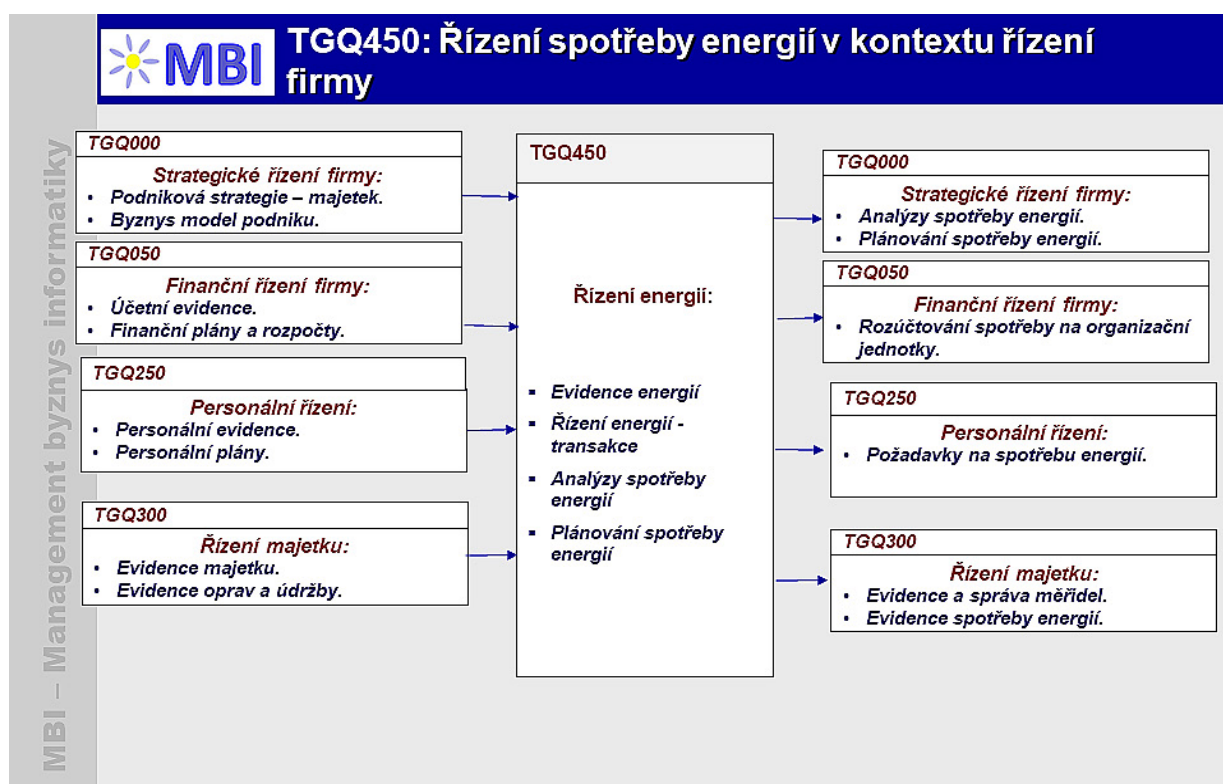 MBI
TGQ450: Řízení spotřeby energií v kontextu řízení
firmy
MBI – Management byznys informatiky
TGQ000
Strategické řízení firmy:
• Podniková strategie – majetek.
• Byznys model podniku.
TGQ050
Finanční řízení firmy:
• Účetní evidence.
• Finanční plány a rozpočty.
TGQ250
Personální řízení:
• Personální evidence.
• Personální plány.
TGQ300
Řízení majetku:
• Evidence majetku.
• Evidence oprav a údržby.
TGQ450
Řízení energií:
▪ Evidence energií
▪ Řízení energií -
transakce
▪ Analýzy spotřeby
energií
▪ Plánování spotřeby
energií
TGQ000
Strategické řízení firmy:
• Analýzy spotřeby energií.
• Plánování spotřeby energií.
TGQ050
Finanční řízení firmy:
• Rozúčtování spotřeby na organizační
jednotky.
TGQ250
Personální řízení:
• Požadavky na spotřebu energií.
TGQ300
Řízení majetku:
• Evidence a správa měřidel.
• Evidence spotřeby energií.